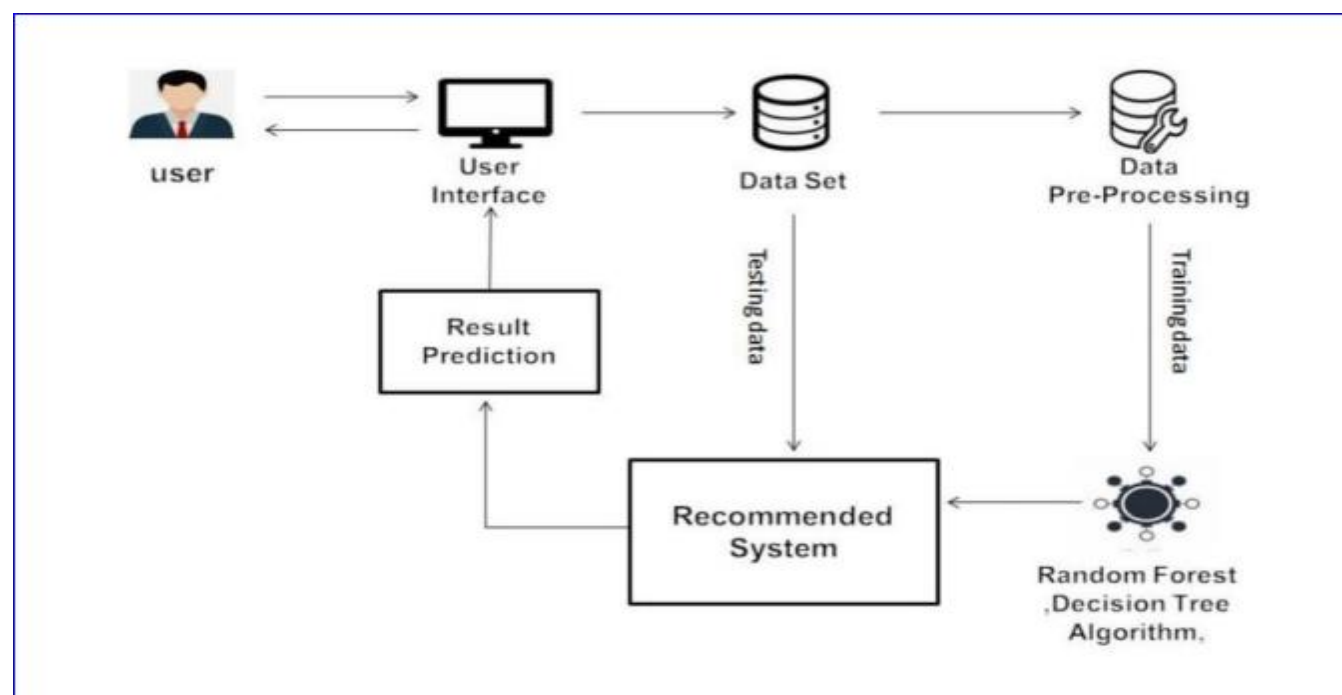 user
User
Interface
Data Set
Data
Pre-Processing
Testing data
Training data
Result
Prediction
Recommended
System
Random Forest
,Decision Tree
Algorithm,